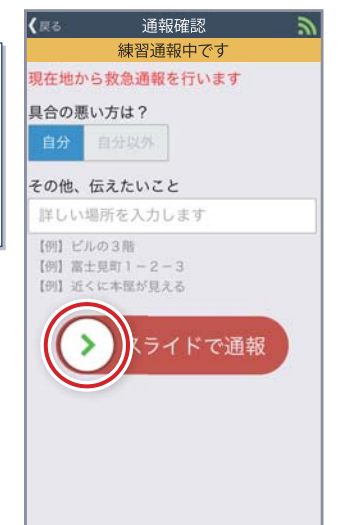 戻る
通報確認
練習通報中です
現在地から救急通報を行います
具合の悪い方は？
自分
自分以外
その他、伝えたいこと
詳しい場所を入力します
【例】ビルの３階
【例】富士見町１－２－３
【例】近くに本屋が見える
スライドで通報